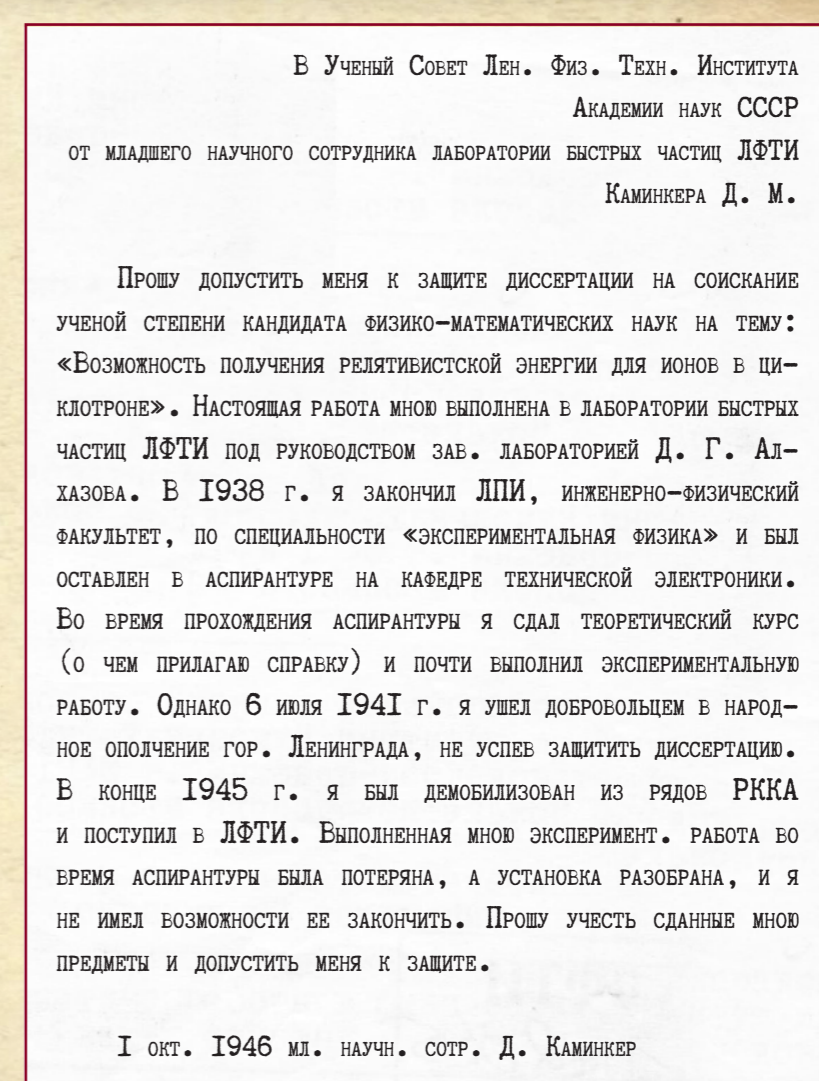 В Ученый Совет Лен. Физ. Техн. Института
Академии наук СССР
от младшего научного сотрудника лаборатории быстрых частиц ЛФТИ
Каминкера Д. М.
Прошу допустить меня к защите диссертации на соискание
ученой степени кандидата физико-математических наук на тему:
«Возможность получения релятивистской энергии для ионов в ци-
клотроне». Настоящая работа мною выполнена в лаборатории быстрых
частиц ЛФТИ под руководством зав. лабораторией Д. Г. Ал-
хазова. В 1938 г. я закончил ЛПИ, инженерно-физический
факультет, по специальности «экспериментальная физика» и был
оставлен в аспирантуре на кафедре технической электроники.
Во время прохождения аспирантуры я сдал теоретический курс
(о чем прилагаю справку) и почти выполнил экспериментальную
работу. Однако 6 июля 1941 г. я ушел добровольцем в народ-
ное ополчение гор. Ленинграда, не успев защитить диссертацию.
В конце 1945 г. я был демобилизован из рядов РККА
и поступил в ЛФТИ. Выполненная мною эксперимент. работа во
время аспирантуры была потеряна, а установка разобрана, и я
не имел возможности ее закончить. Прошу учесть сданные мною
предметы и допустить меня к защите.
1 окт. 1946 мл. научн. сотр. Д. Каминкер